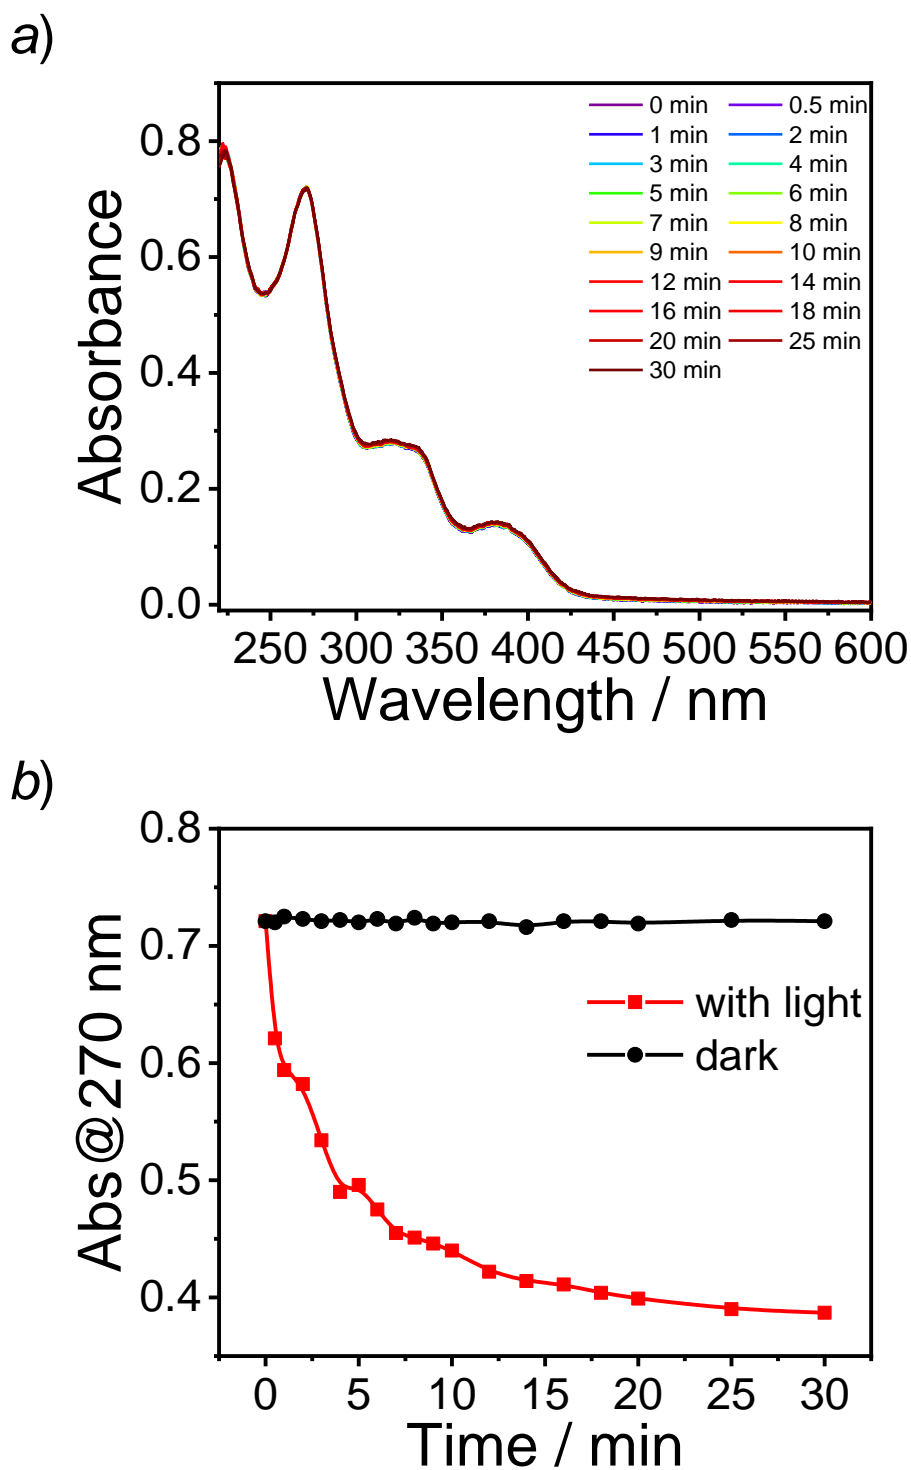 a)
0.8
0.6
0.4
0.2
0.0
Absorbance
0 min 0.5 min
1 min 2 min
3 min 4 min
5 min 6 min
7 min 8 min
9 min 10 min
12 min 14 min
16 min 18 min
20 min 25 min
30 min
250 300 350 400 450 500 550 600
Wavelength / nm
b)
0.8
0.7
0.6
0.5
0.4
Abs@270 nm
with light
dark
0 5 10 15 20 25 30
Time / min